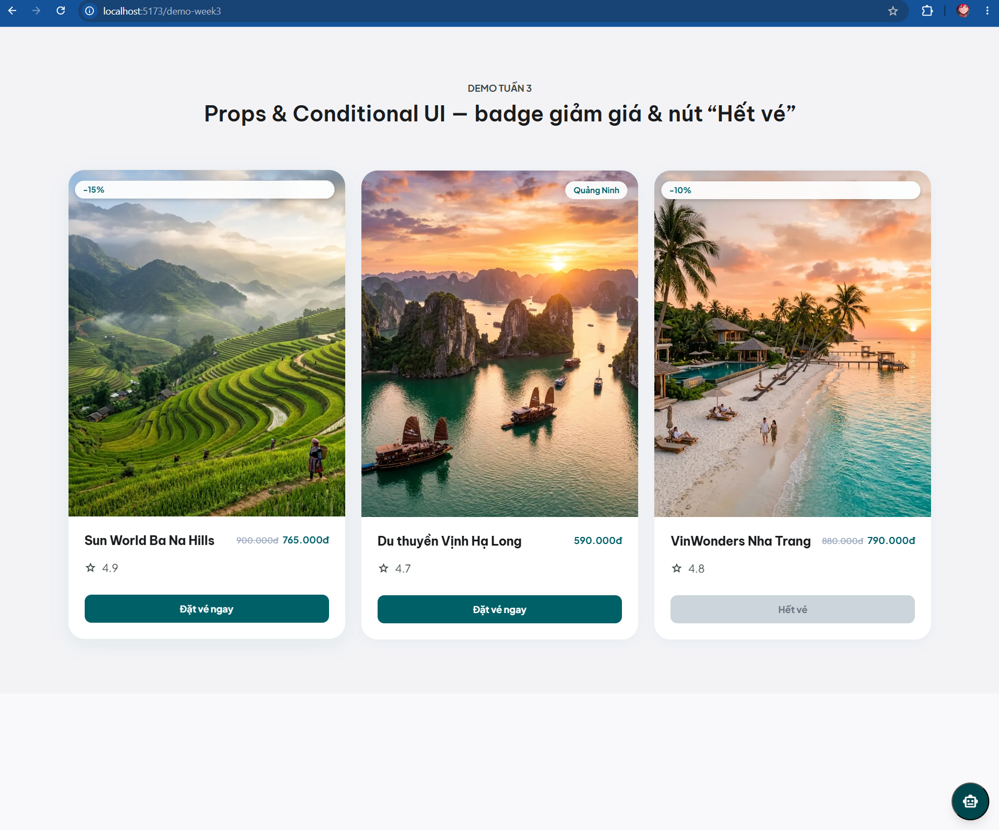 localhost:5173/demo-week3
DEMO TUẦN 3
Props & Conditional UI — badge giảm giá & nút “Hết vé”
-15%
Quảng Ninh
-10%
Sun World Ba Na Hills 900.000đ 765.000đ
4.9
Đặt vé ngay
Du thuyền Vịnh Hạ Long 590.000đ
4.7
Đặt vé ngay
VinWonders Nha Trang 880.000đ 790.000đ
4.8
Hết vé